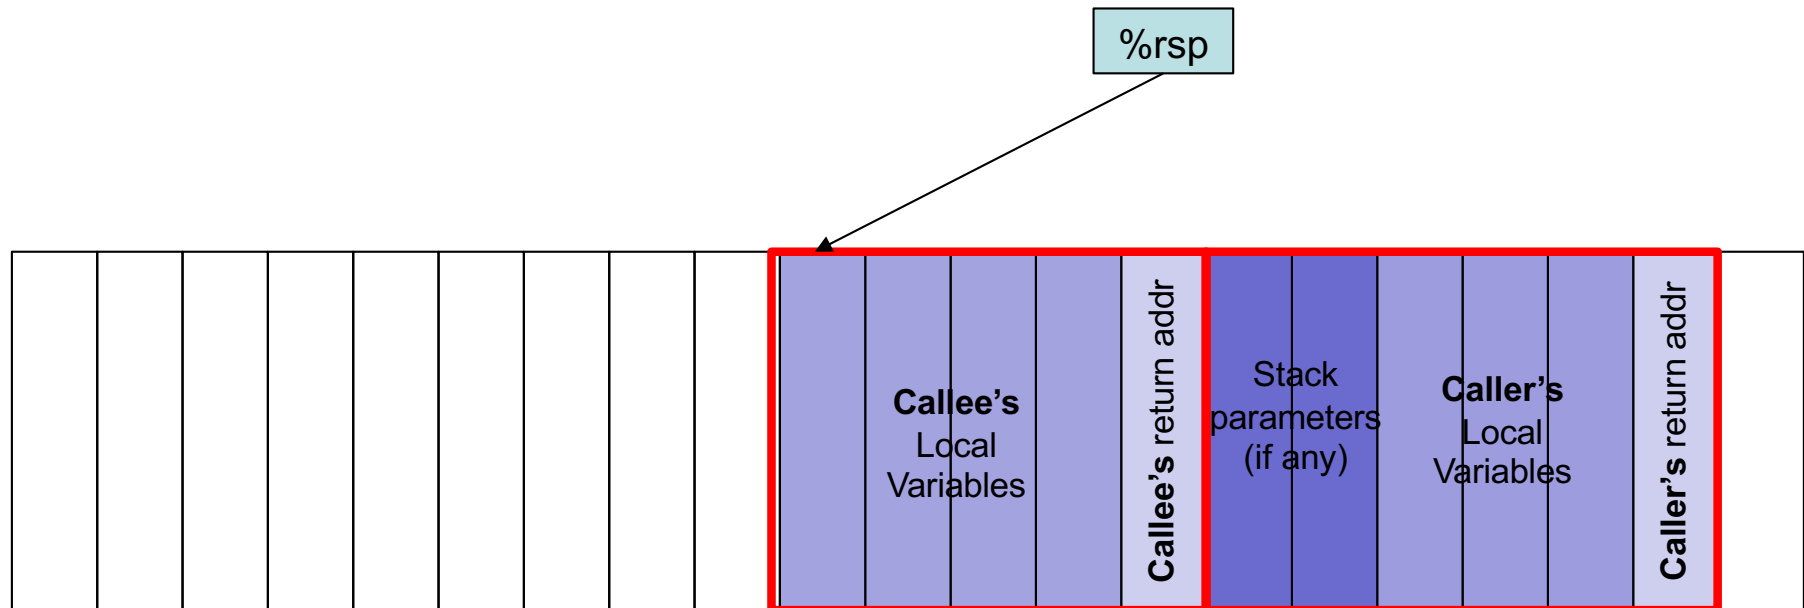 %rsp
Callee’s
Local
Variables
Callee’s return addr
Stack
parameters
(if any)
Caller’s
Local
Variables
Caller’s return addr